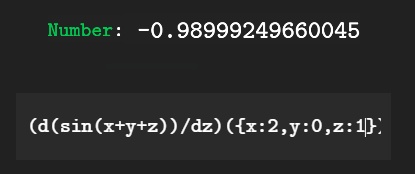 Number: -0.98999249660045
(d(sin(x+y+z))/dz)({x:2,y:0,z:1})